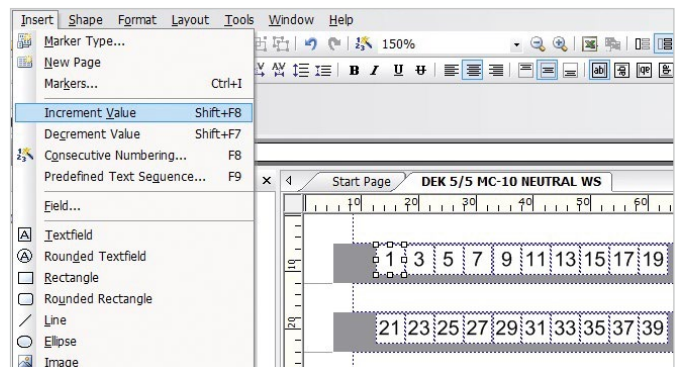 Insert Shape Format Layout Tools Window Help
Marker Type...
150%
New Page
B I U
ab
Markers... Ctrl+I
Increment Value Shift+F8
Decrement Value Shift+F7
Consecutive Numbering... F8
Predefined Text Sequence... F9
Start Page DEK 5/5 MC-10 NEUTRAL WS
Field...
10 20 30 40 50 60
Textfield
Rounded Textfield
10 1 3 5 7 9 11 13 15 17 19
Rectangle
Rounded Rectangle
Line
20 21 23 25 27 29 31 33 35 37 39
Ellipse
Image